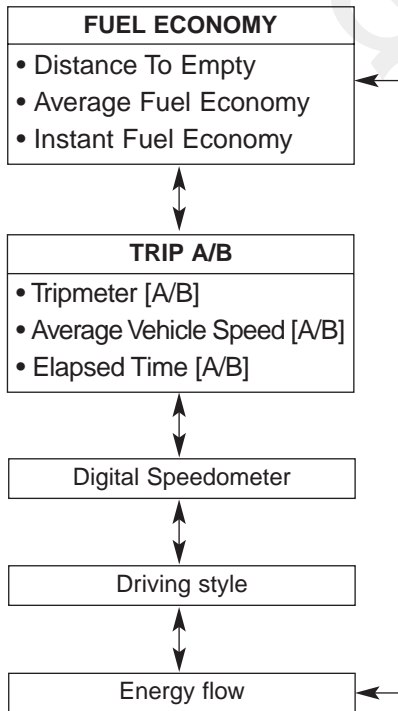 FUEL ECONOMY
• Distance To Empty
• Average Fuel Economy
• Instant Fuel Economy
TRIP A/B
• Tripmeter [A/B]
• Average Vehicle Speed [A/B]
• Elapsed Time [A/B]
Digital Speedometer
Driving style
Energy flow